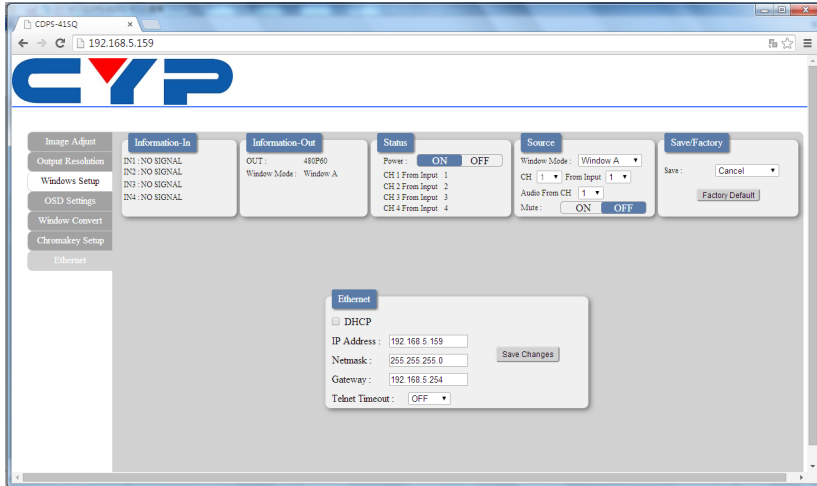 CDPS-41SQ
192.168.5.159
CYP
Image Adjust
Output Resolution
Windows Setup
OSD Settings
Window Convert
Chromakey Setup
Ethernet
Information-In
IN1 : NO SIGNAL
IN2 : NO SIGNAL
IN3 : NO SIGNAL
IN4 : NO SIGNAL
Information-Out
OUT : 480P60
Window Mode : Window A
Status
Power : ON OFF
CH 1 From Input 1
CH 2 From Input 2
CH 3 From Input 3
CH 4 From Input 4
Source
Window Mode : Window A
CH 1 From Input 1
Audio From CH 1
Mute : ON OFF
Save/Factory
Save : Cancel
Factory Default
Ethernet
DHCP
IP Address : 192.168.5.159
Netmask : 255.255.255.0
Gateway : 192.168.5.254
Telnet Timeout : OFF
Save Changes